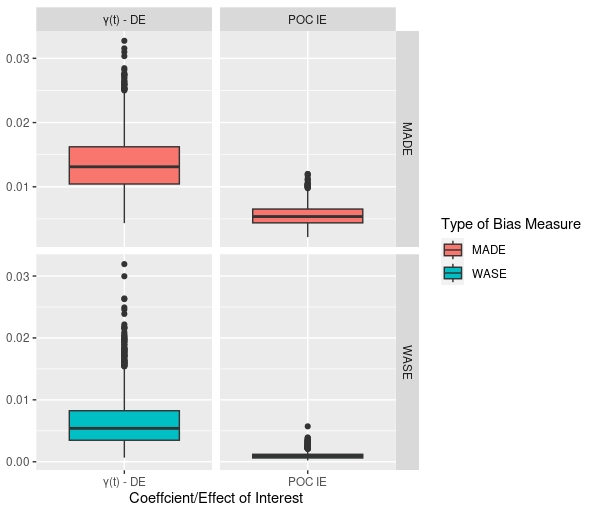 γ(t) - DE POC IE
0.03
0.02
0.01
MADE
0.03
0.02
0.01
0.00
WASE
γ(t) - DE POC IE
Coeffcient/Effect of Interest
Type of Bias Measure
MADE
WASE